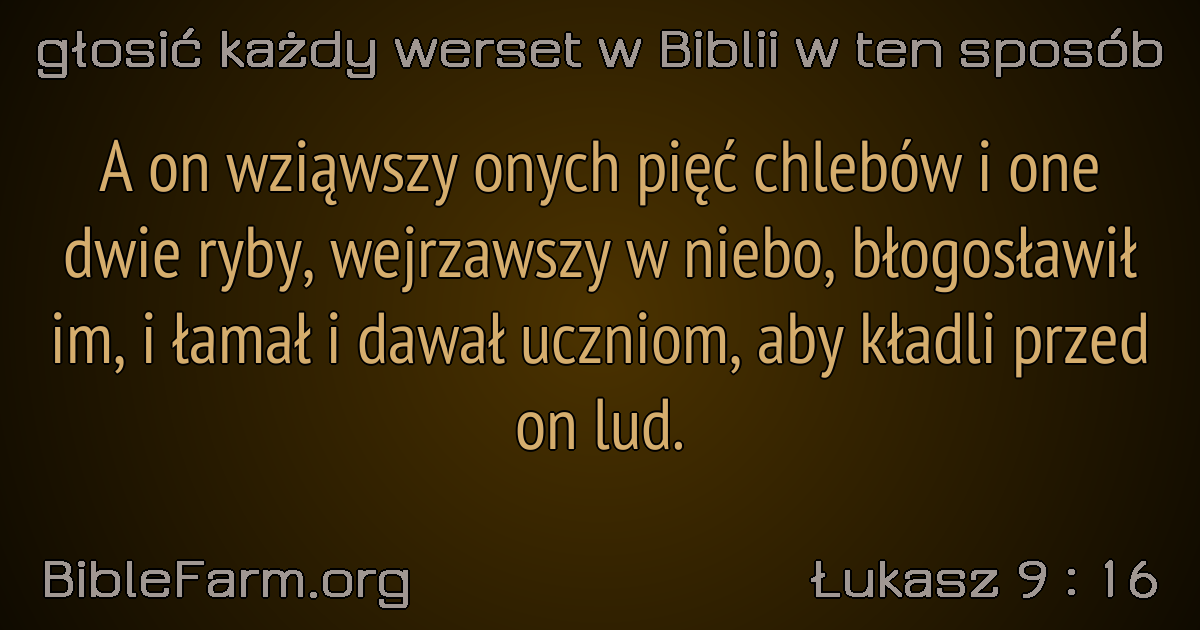 głosić każdy werset w Biblii w ten sposób
A on wziąwszy onych pięć chlebów i one
dwie ryby, wejrzawszy w niebo, błogosławił
im, i łamał i dawał uczniom, aby kładli przed
on lud.
BibleFarm.org
Łukasz 9 : 16